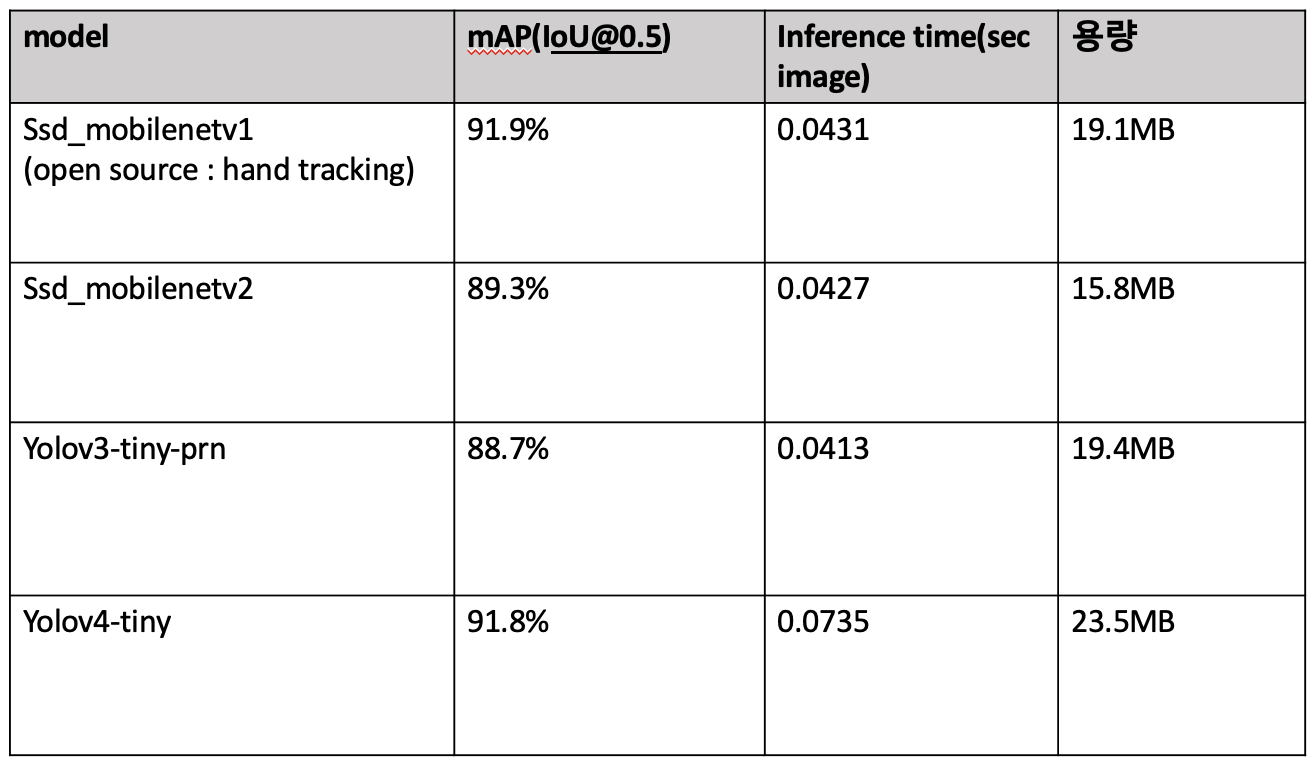 model
mAP(IoU@0.5)
Inference time(sec
image)
용량
Ssd_mobilenetv1
(open source : hand tracking)
91.9%
0.0431
19.1MB
Ssd_mobilenetv2
89.3%
0.0427
15.8MB
Yolov3-tiny-prn
88.7%
0.0413
19.4MB
Yolov4-tiny
91.8%
0.0735
23.5MB